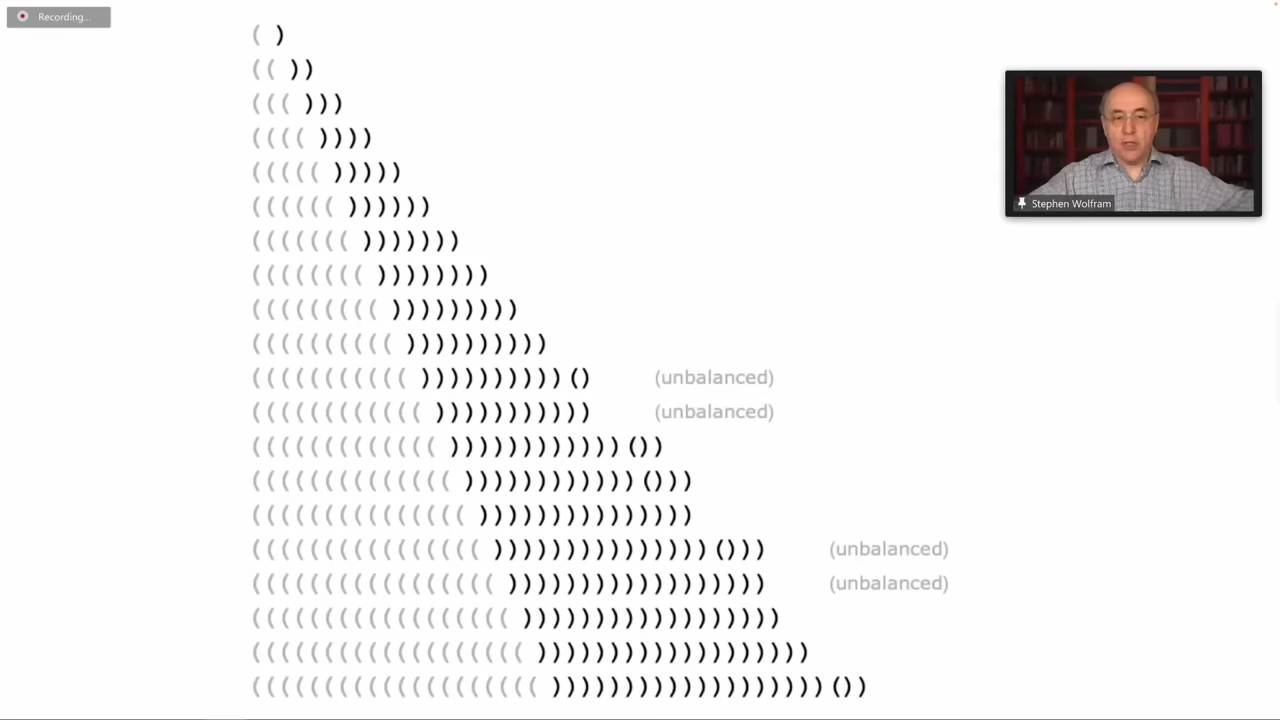 Recording...
( )
(( ))
((( )))
(((( ))))
((((( )))))
(((((( ))))))
((((((( )))))))
(((((((( ))))))))
((((((((( )))))))))
(((((((((( ))))))))))
((((((((((( ))))))))))() (unbalanced)
(((((((((((( ))))))))))) (unbalanced)
((((((((((((( ))))))))))))())
(((((((((((((( ))))))))))))()))
((((((((((((((( )))))))))))))))
(((((((((((((((( )))))))))))))))())) (unbalanced)
((((((((((((((((( )))))))))))))))))) (unbalanced)
(((((((((((((((((( ))))))))))))))))))
((((((((((((((((((( )))))))))))))))))))
(((((((((((((((((((( )))))))))))))))))))())
Stephen Wolfram